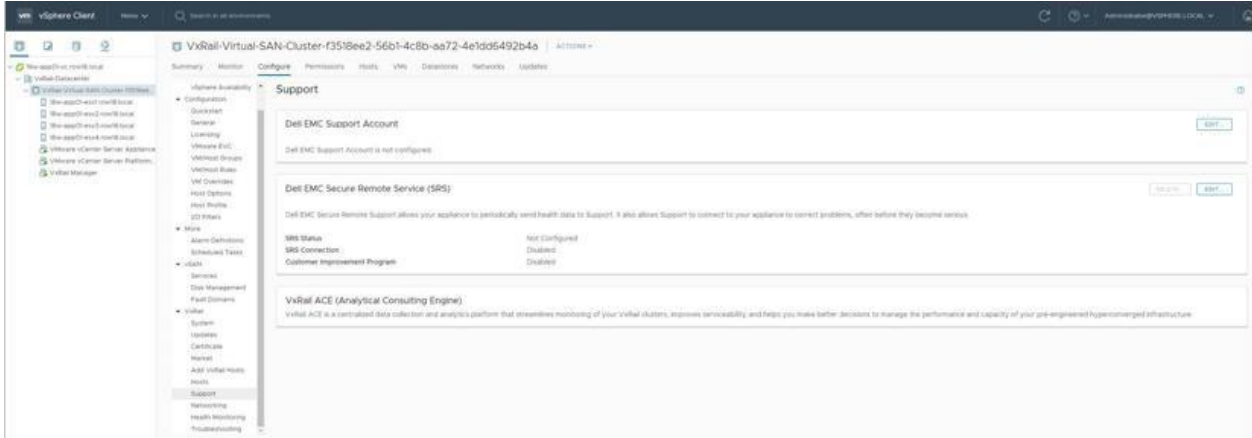 vm vSphere Client Home Search in all environments
Administrator@VSPHERE.LOCAL
VxRail-Virtual-SAN-Cluster-f3518ee2-56b1-4c8b-aa72-4e1dd6492b4a ACTIONS
Summary Monitor Configure Permissions Hosts VMs Datastores Networks Updates
VxRail-Datacenter
VMware vCenter Server Appliance
VMware vCenter Server Platform...
VxRail Manager
vSphere Availability
Configuration
Quickstart
General
Licensing
VMware EVC
VM/Host Groups
VM/Host Rules
VM Overrides
Host Options
Host Profile
I/O Filters
More
Alarm Definitions
Scheduled Tasks
vSAN
Services
Disk Management
Fault Domains
VxRail
System
Updates
Certificate
Market
Add VxRail Hosts
Hosts
Support
Networking
Health Monitoring
Troubleshooting
Support
Dell EMC Support Account
EDIT...
Dell EMC Support Account is not configured.
Dell EMC Secure Remote Service (SRS)
DELETE... EDIT...
Dell EMC Secure Remote Support allows your appliance to periodically send health data to Support. It also allows Support to connect to your appliance to correct problems, often before they become serious.
SRS Status Not Configured
SRS Connection Disabled
Customer Improvement Program Disabled
VxRail ACE (Analytical Consulting Engine)
VxRail ACE is a centralized data collection and analytics platform that streamlines monitoring of your VxRail clusters, improves serviceability, and helps you make better decisions to manage the performance and capacity of your pre-engineered hyperconverged infrastructure.